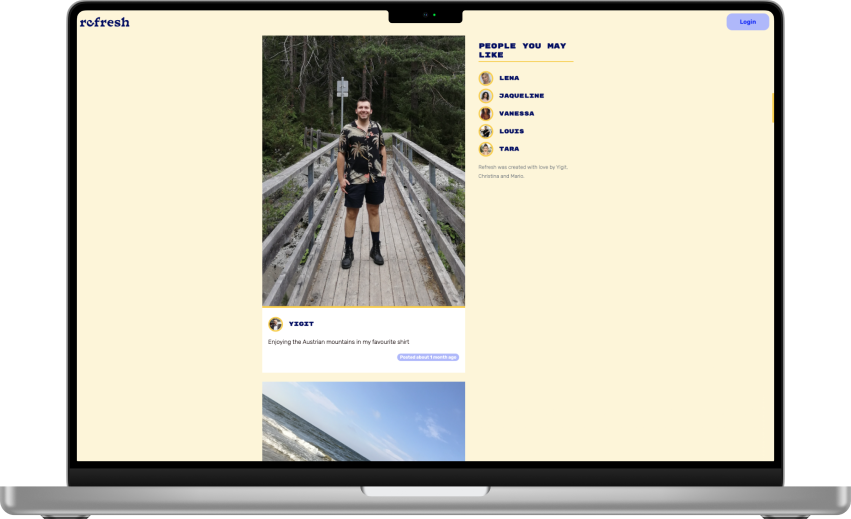 refresh
Login
PEOPLE YOU MAY
LIKE
LENA
JAQUELINE
VANESSA
LOUIS
TARA
Refresh was created with love by Yigit,
Christina and Mario.
YIGIT
Enjoying the Austrian mountains in my favourite shirt
Posted about 1 month ago